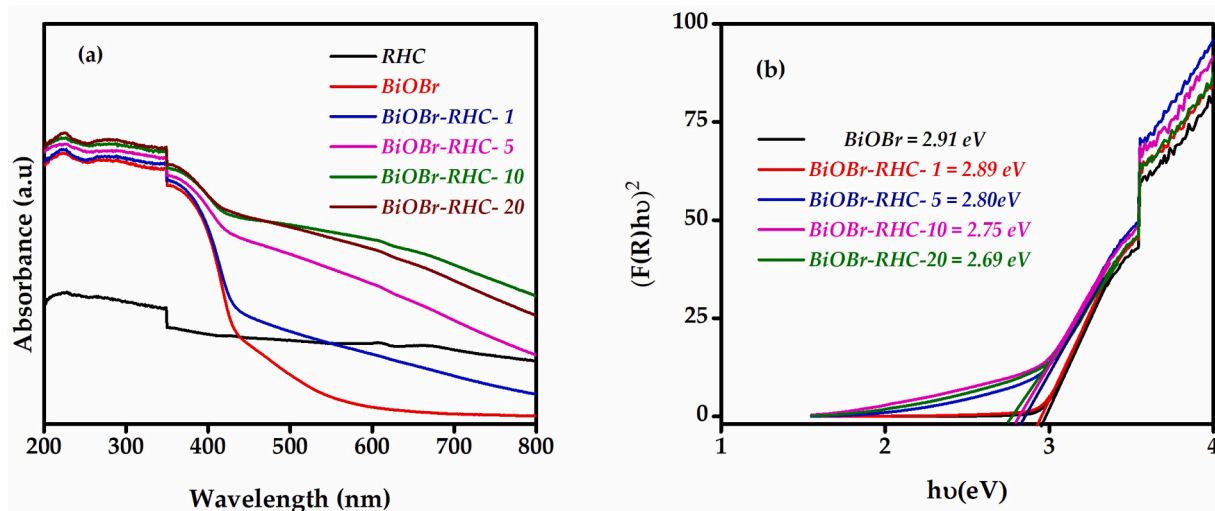 (a)
RHC
BiOBr
BiOBr-RHC- 1
BiOBr-RHC- 5
BiOBr-RHC- 10
BiOBr-RHC- 20
Absorbance (a.u)
200 300 400 500 600 700 800
Wavelength (nm)
(b)
100
75
50
25
0
BiOBr = 2.91 eV
BiOBr-RHC- 1 = 2.89 eV
BiOBr-RHC- 5 = 2.80eV
BiOBr-RHC-10 = 2.75 eV
BiOBr-RHC-20 = 2.69 eV
(F(R)hυ)²
1 2 3 4
hυ(eV)